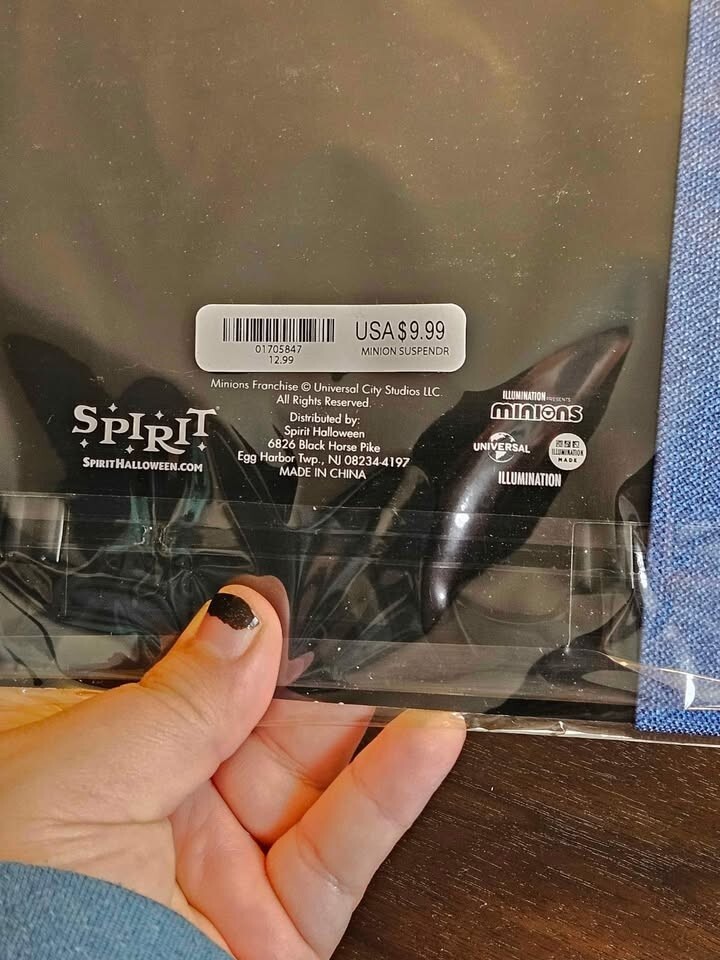 USA $9.99
01705847
MINION SUSPENDR
12.99
Minions Franchise © Universal City Studios LLC.
All Rights Reserved.
Distributed by:
Spirit Halloween
6826 Black Horse Pike
Egg Harbor Twp., NJ 08234-4197
MADE IN CHINA
SPIRIT
SPIRITHALLOWEEN.COM
ILLUMINATION PRESENTS
minions
UNIVERSAL
ILLUMINATION
MADE
ILLUMINATION